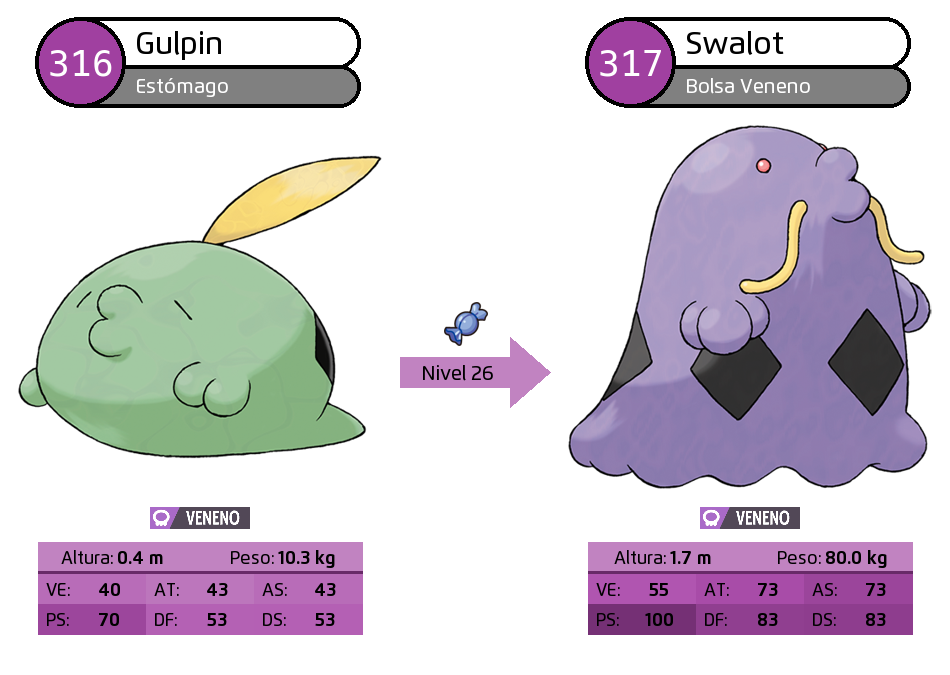 316
Gulpin
Estómago
317
Swalot
Bolsa Veneno
Nivel 26
VENENO
Altura: 0.4 m Peso: 10.3 kg
VE: 40 AT: 43 AS: 43
PS: 70 DF: 53 DS: 53
VENENO
Altura: 1.7 m Peso: 80.0 kg
VE: 55 AT: 73 AS: 73
PS: 100 DF: 83 DS: 83